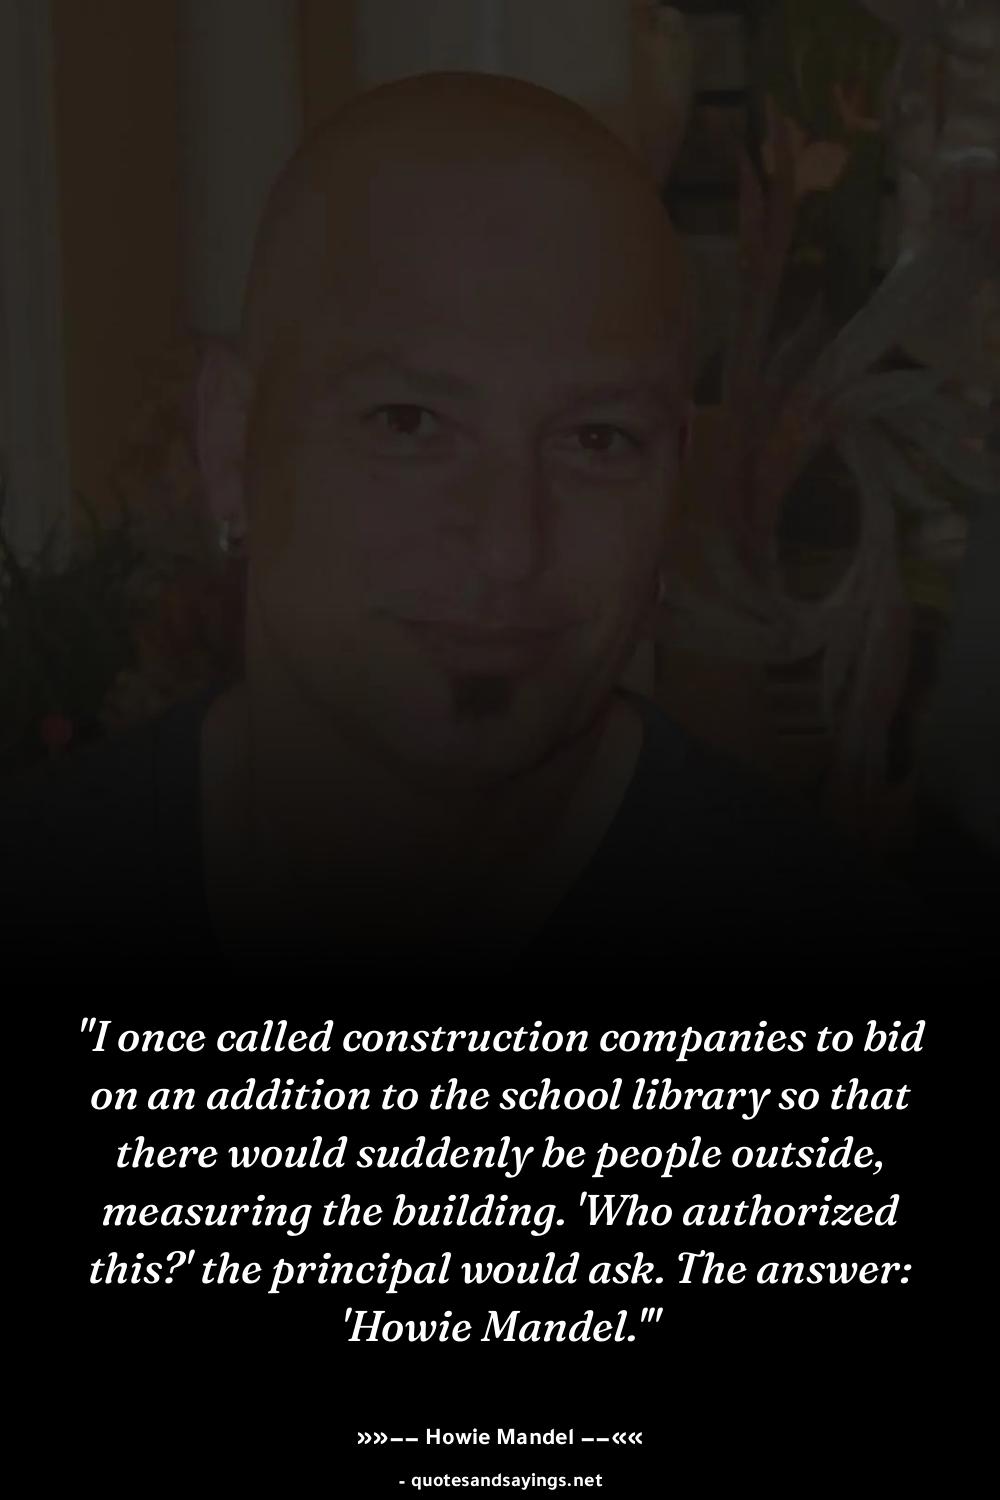 "I once called construction companies to bid
on an addition to the school library so that
there would suddenly be people outside,
measuring the building. 'Who authorized
this?' the principal would ask. The answer:
'Howie Mandel.'"
»»−− Howie Mandel −−««
- quotesandsayings.net